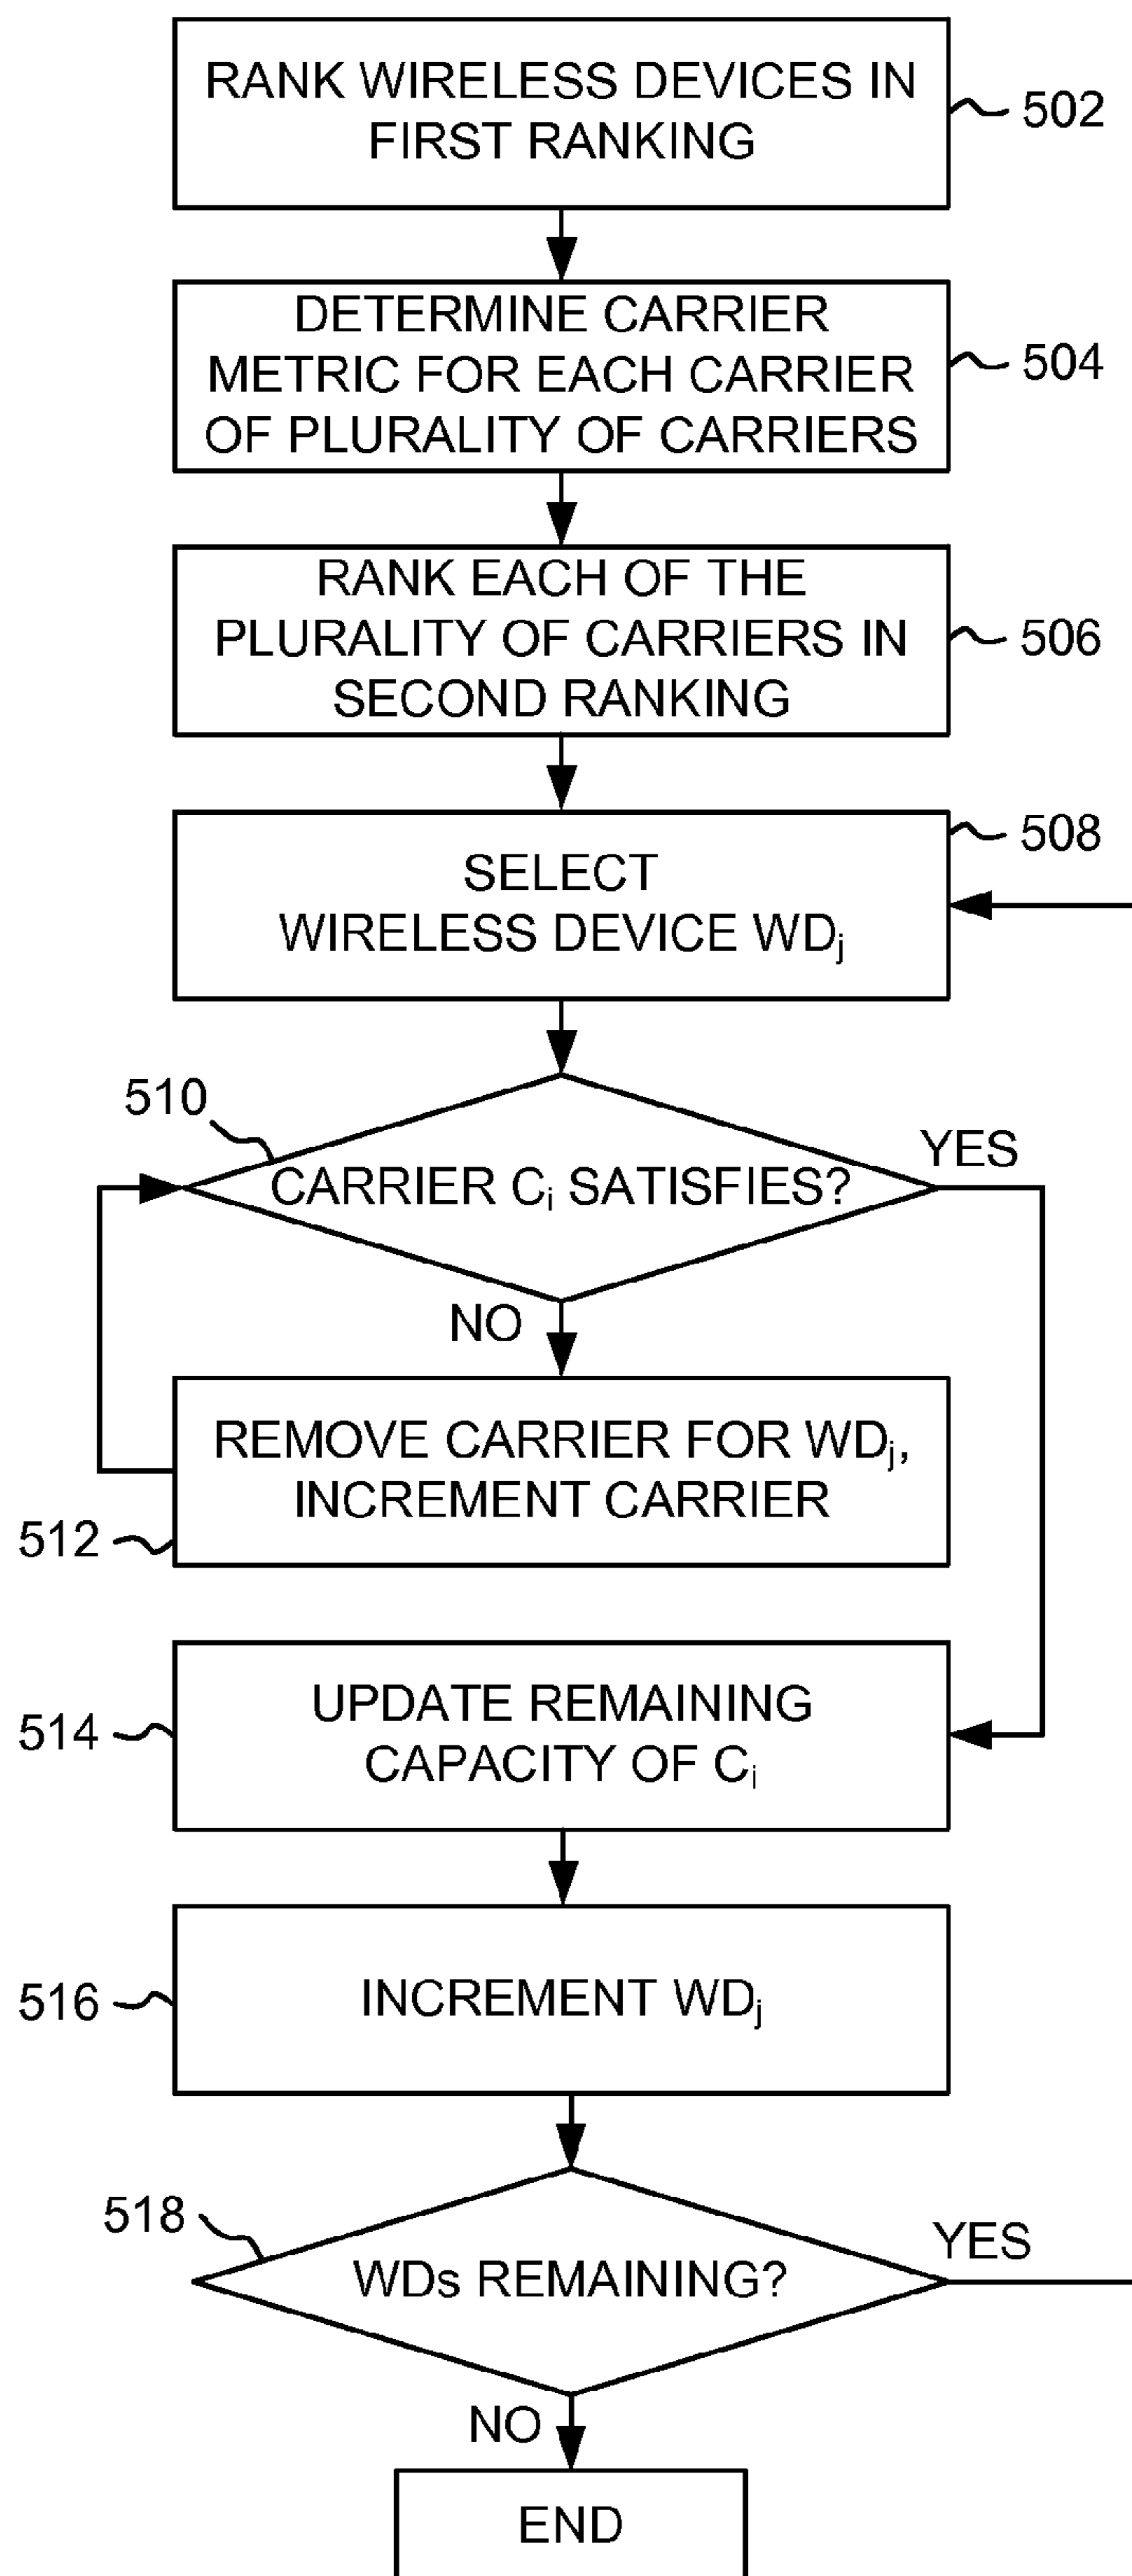 RANK WIRELESS DEVICES IN
FIRST RANKING
502
DETERMINE CARRIER
METRIC FOR EACH CARRIER
OF PLURALITY OF CARRIERS
504
RANK EACH OF THE
PLURALITY OF CARRIERS IN
SECOND RANKING
506
508
SELECT
WIRELESS DEVICE WDj
510
YES
CARRIER Ci SATISFIES?
NO
REMOVE CARRIER FOR WDj,
INCREMENT CARRIER
512
UPDATE REMAINING
CAPACITY OF Ci
514
INCREMENT WDj
516
518
YES
WDs REMAINING?
NO
END